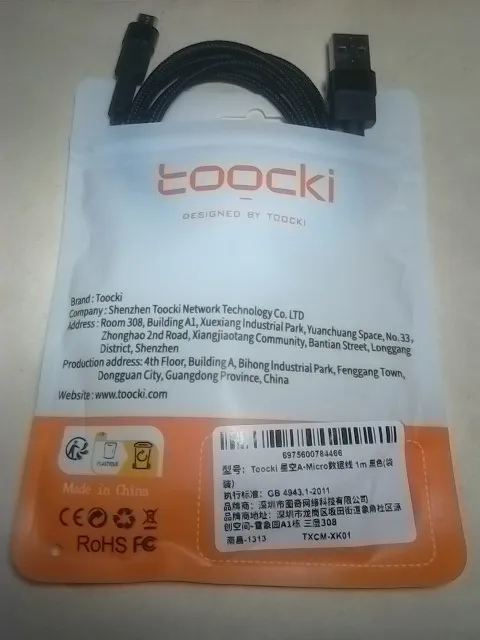 toocki
DESIGNED BY TOOCKI
Brand : Toocki
Company : Shenzhen Toocki Network Technology Co. LTD
Address : Room 308, Building A1, Xuexiang Industrial Park, Yuanchuang Space, No.33,
Zhonghao 2nd Road, Xiangjiaotang Community, Bantian Street, Longgang
District, Shenzhen
Production address: 4th Floor, Building A, Bihong Industrial Park, Fenggang Town,
Dongguan City, Guangdong Province, China
Website : www.toocki.com
Made in China
CE
RoHS FC
6975600784466
型号: Toocki 星空A-Micro数据线 1m 黑色(袋
装)
执行标准: GB 4943.1-2011
品牌商: 深圳市图奇网络科技有限公司
品牌商地址: 深圳市龙岗区坂田街道象角社区泳
创空间-雪象园A1栋 三层308
南昌-1313 TXCM-XK01